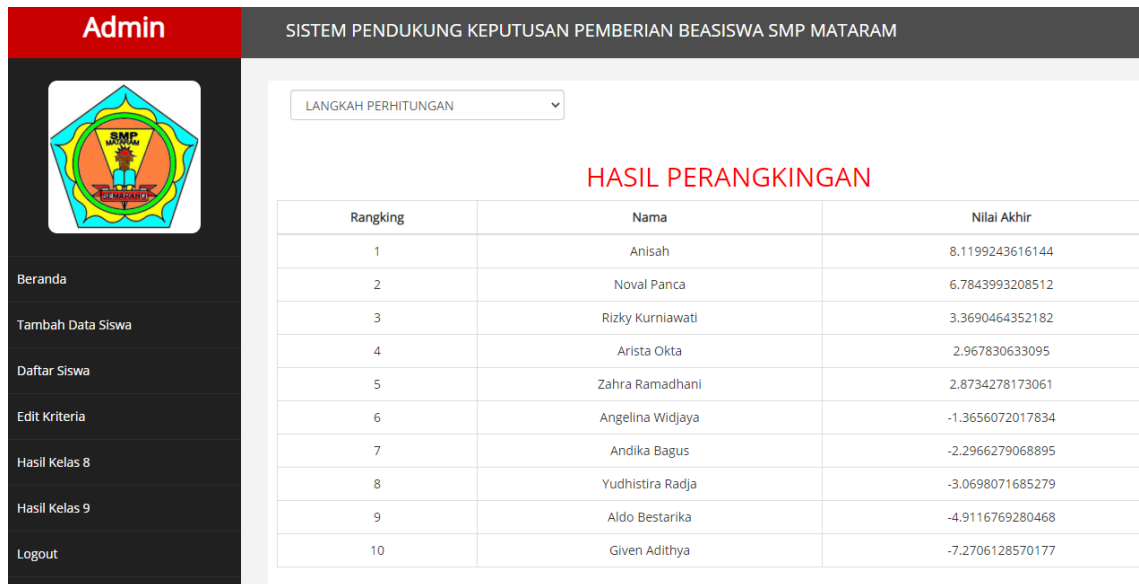 Admin
SISTEM PENDUKUNG KEPUTUSAN PEMBERIAN BEASISWA SMP MATARAM
SMP
MATARAM
SEMARANG
Beranda
Tambah Data Siswa
Daftar Siswa
Edit Kriteria
Hasil Kelas 8
Hasil Kelas 9
Logout
LANGKAH PERHITUNGAN
HASIL PERANGKINGAN
Rangking Nama Nilai Akhir
1 Anisah 8.1199243616144
2 Noval Panca 6.7843993208512
3 Rizky Kurniawati 3.3690464352182
4 Arista Okta 2.967830633095
5 Zahra Ramadhani 2.8734278173061
6 Angelina Widjaya -1.3656072017834
7 Andika Bagus -2.2966279068895
8 Yudhistira Radja -3.0698071685279
9 Aldo Bestarika -4.9116769280468
10 Given Adithya -7.2706128570177